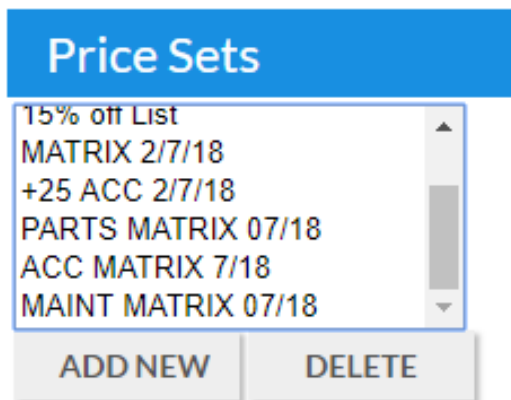 Price Sets
15% off List
MATRIX 2/7/18
+25 ACC 2/7/18
PARTS MATRIX 07/18
ACC MATRIX 7/18
MAINT MATRIX 07/18
ADD NEW DELETE